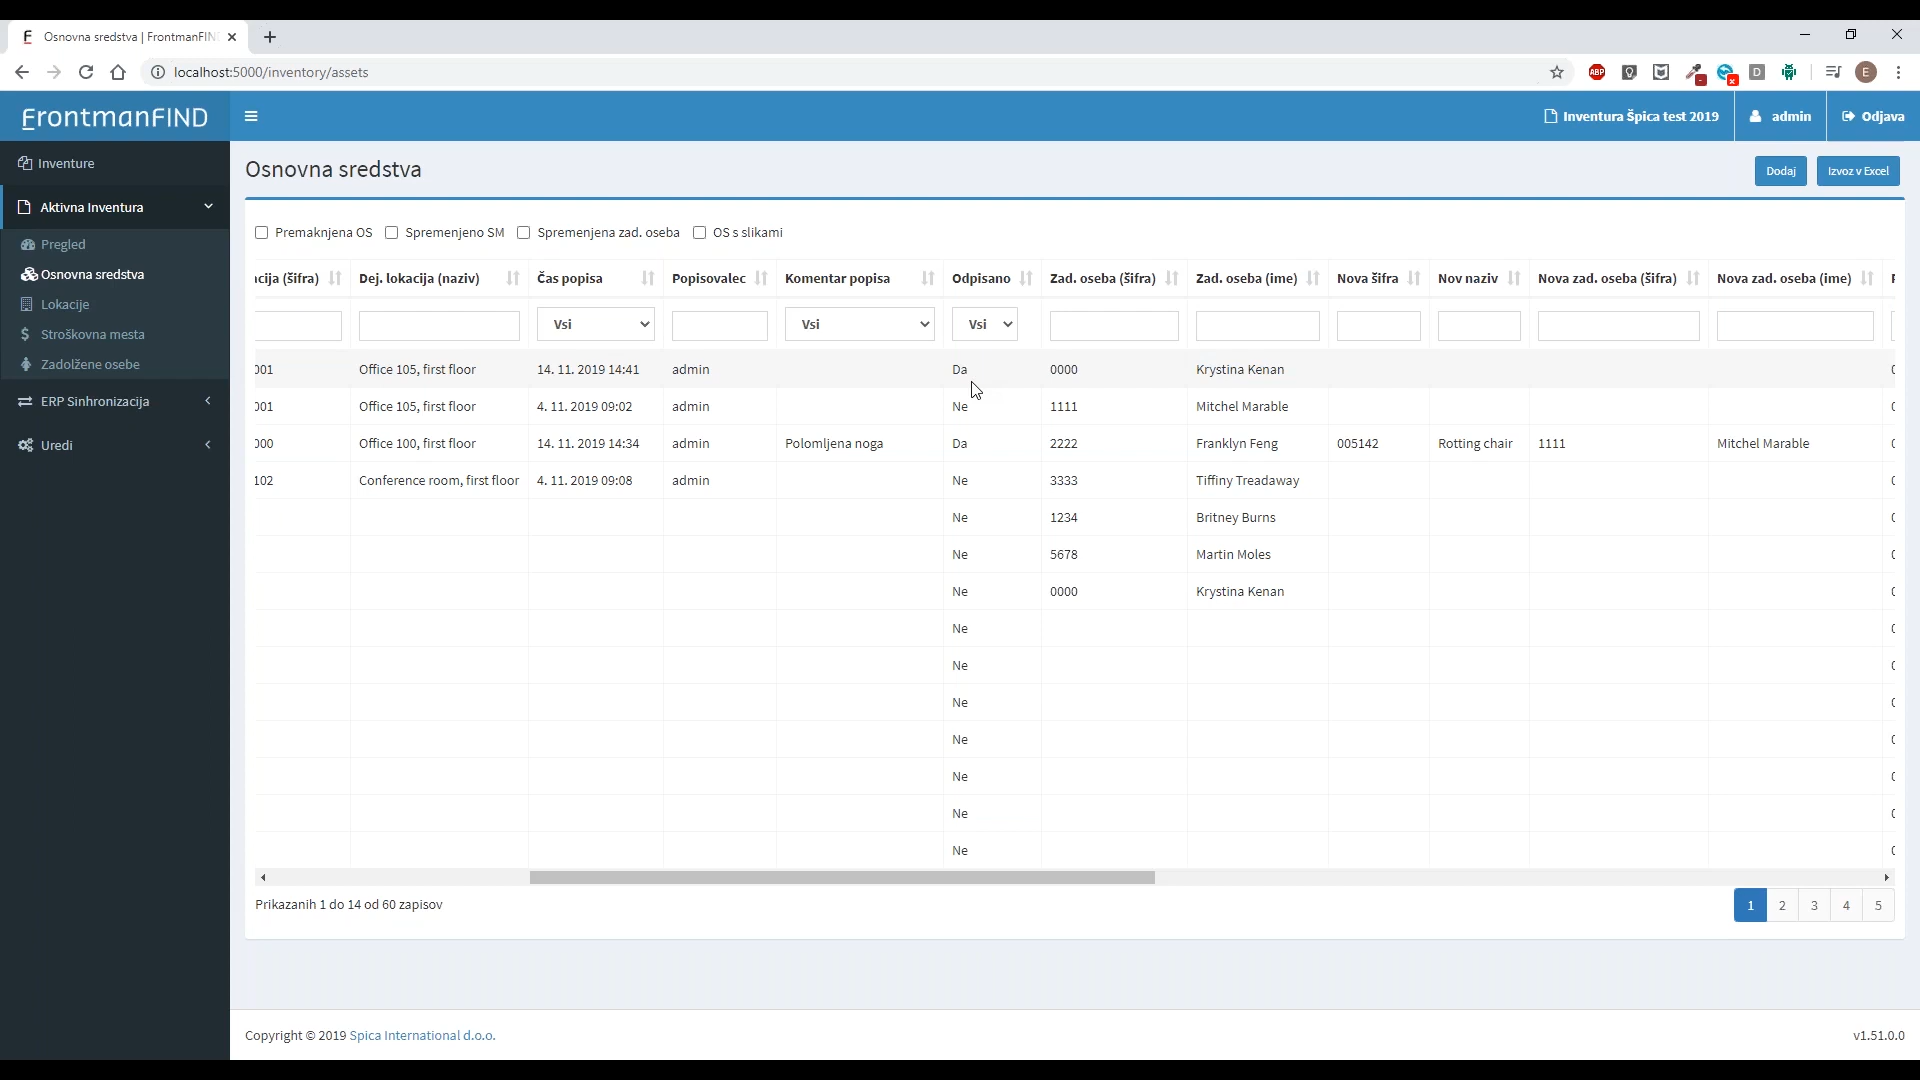 Osnovna sredstva | FrontmanFIN
localhost:5000/inventory/assets
ABP
D
E
FrontmanFIND
Inventura Špica test 2019
admin
Odjava
Inventure
Aktivna Inventura
Pregled
Osnovna sredstva
Lokacije
Stroškovna mesta
Zadolžene osebe
ERP Sinhronizacija
Uredi
Osnovna sredstva
Dodaj
Izvoz v Excel
Premaknjena OS Spremenjeno SM Spremenjena zad. oseba OS s slikami
cija (šifra) Dej. lokacija (naziv) Čas popisa Popisovalec Komentar popisa Odpisano Zad. oseba (šifra) Zad. oseba (ime) Nova šifra Nov naziv Nova zad. oseba (šifra) Nova zad. oseba (ime)
Vsi Vsi Vsi
001 Office 105, first floor 14. 11. 2019 14:41 admin Da 0000 Krystina Kenan
001 Office 105, first floor 4. 11. 2019 09:02 admin Ne 1111 Mitchel Marable
000 Office 100, first floor 14. 11. 2019 14:34 admin Polomljena noga Da 2222 Franklyn Feng 005142 Rotting chair 1111 Mitchel Marable
102 Conference room, first floor 4. 11. 2019 09:08 admin Ne 3333 Tiffiny Treadaway
Ne 1234 Britney Burns
Ne 5678 Martin Moles
Ne 0000 Krystina Kenan
Ne
Ne
Ne
Ne
Ne
Ne
Ne
Prikazanih 1 do 14 od 60 zapisov
1 2 3 4 5
Copyright © 2019 Spica International d.o.o.
v1.51.0.0